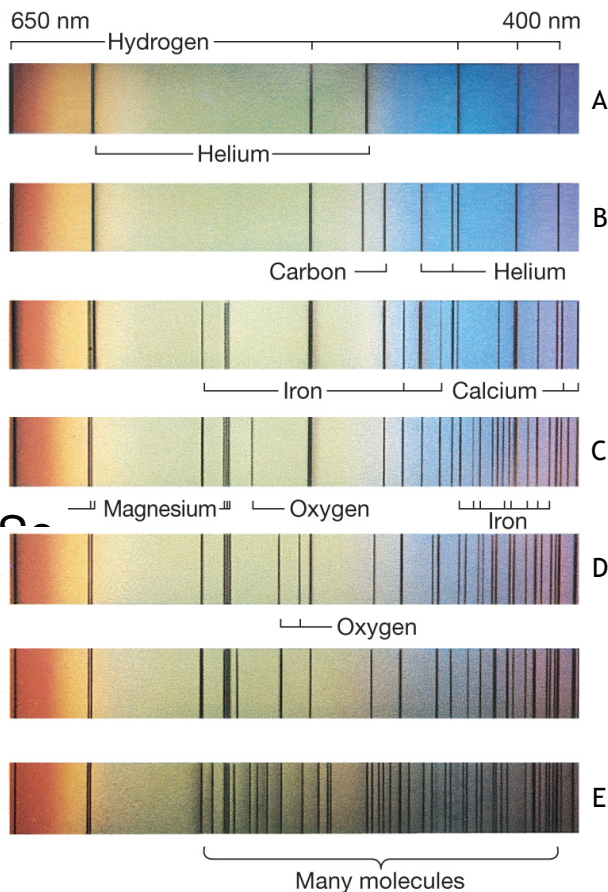 650 nm 400 nm
Hydrogen
A
Helium
B
Carbon Helium
Iron Calcium
C
Magnesium Oxygen
Iron
D
Oxygen
E
Many molecules